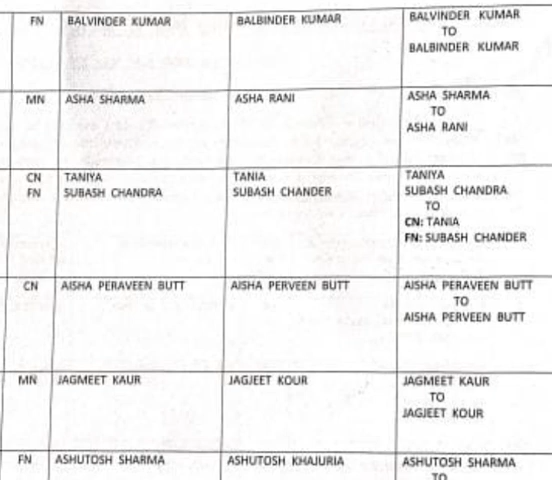 FN BALVINDER KUMAR BALBINDER KUMAR BALVINDER KUMAR
TO
BALBINDER KUMAR
MN ASHA SHARMA ASHA RANI ASHA SHARMA
TO
ASHA RANI
CN TANIYA TANIA TANIYA
FN SUBASH CHANDRA SUBASH CHANDER SUBASH CHANDRA
TO
CN: TANIA
FN: SUBASH CHANDER
CN AISHA PERAVEEN BUTT AISHA PERVEEN BUTT AISHA PERAVEEN BUTT
TO
AISHA PERVEEN BUTT
MN JAGMEET KAUR JAGJEET KOUR JAGMEET KAUR
TO
JAGJEET KOUR
FN ASHUTOSH SHARMA ASHUTOSH KHAJURIA ASHUTOSH SHARMA
TO